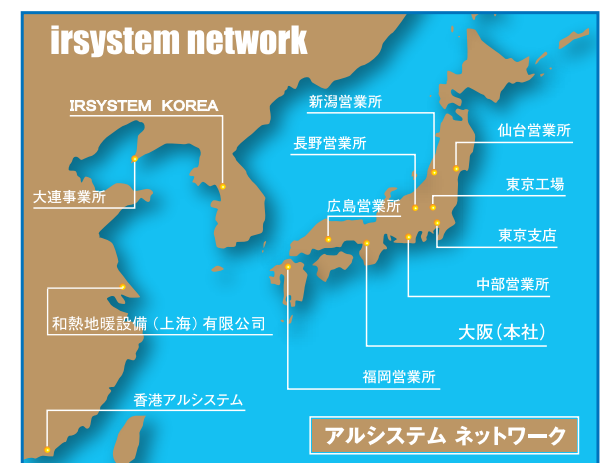 irsystem network
IRSYSTEM KOREA
新潟営業所
仙台営業所
長野営業所
大連事業所
東京工場
広島営業所
東京支店
中部営業所
和熱地暖設備（上海）有限公司
大阪（本社）
福岡営業所
香港アルシステム
アルシステム ネットワーク